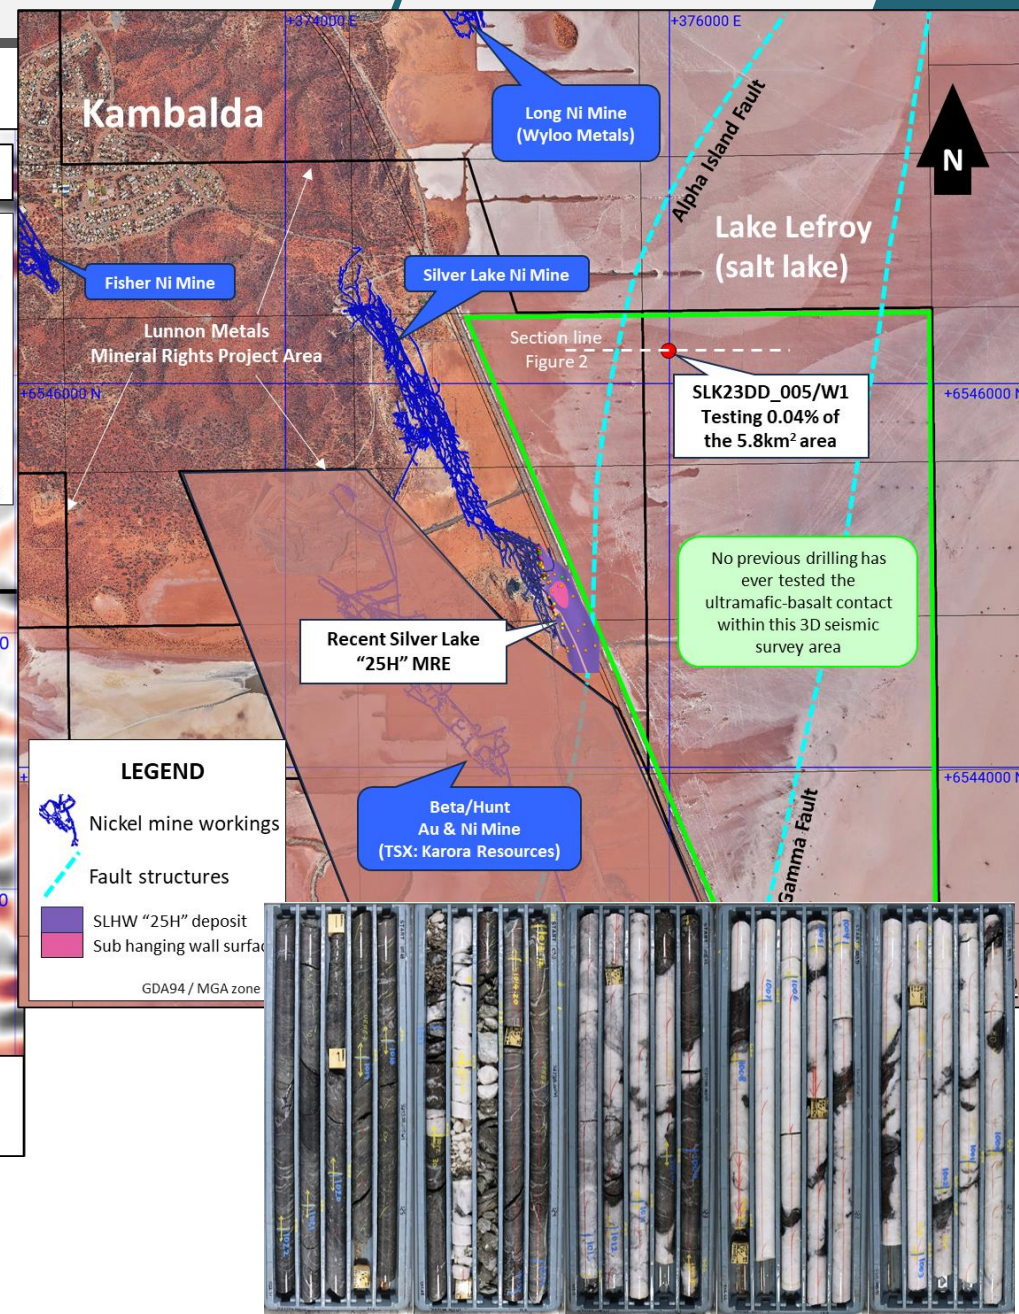 +374000 E
+376000 E
Kambalda
Long Ni Mine
(Wyloo Metals)
Alpha Island Fault
N
Lake Lefroy
(salt lake)
Fisher Ni Mine
Silver Lake Ni Mine
Lunnon Metals
Mineral Rights Project Area
Section line
Figure 2
+6546000 N
+6546000 N
SLK23DD_005/W1
Testing 0.04% of
the 5.8km² area
No previous drilling has
ever tested the
ultramafic-basalt contact
within this 3D seismic
survey area
Recent Silver Lake
“25H” MRE
+6544000 N
Beta/Hunt
Au & Ni Mine
(TSX: Karora Resources)
Gamma Fault
LEGEND
Nickel mine workings
Fault structures
SLHW “25H” deposit
Sub hanging wall surfac
GDA94 / MGA zone